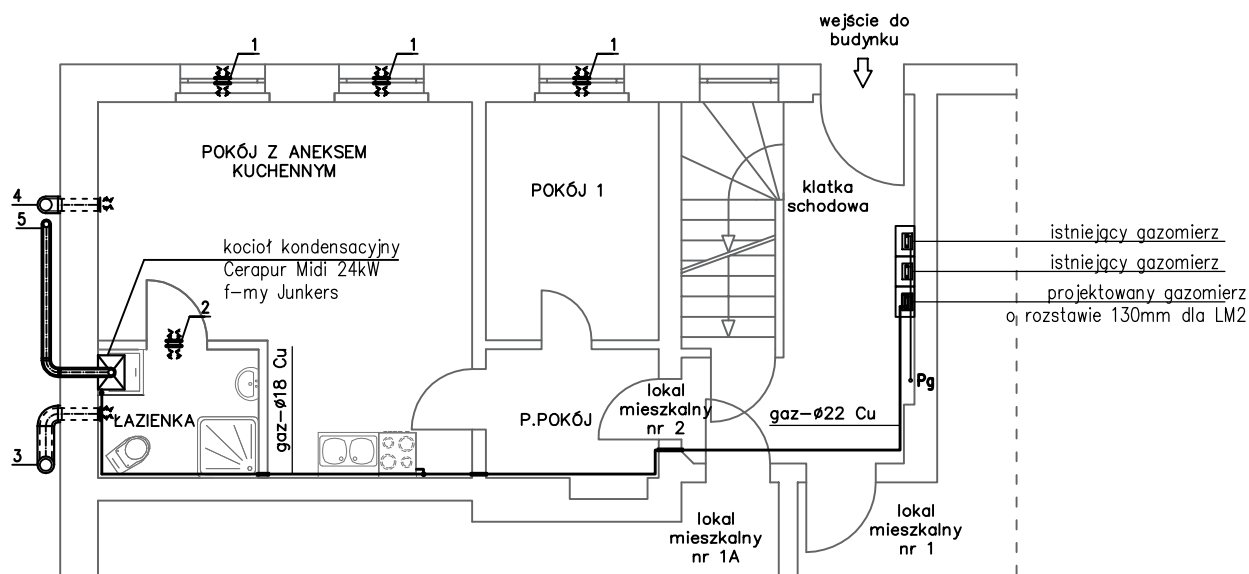 wejście do
budynku
1
1
1
POKÓJ Z ANEKSEM
KUCHENNYM
POKÓJ 1
klatka
schodowa
4
5
kocioł kondensacyjny
Cerapur Midi 24kW
f-my Junkers
istniejący gazomierz
istniejący gazomierz
projektowany gazomierz
o rozstawie 130mm dla LM2
2
Pg
gaz-ø18 Cu
ŁAZIENKA
P.POKÓJ
lokal
mieszkalny
nr 2
gaz-ø22 Cu
3
lokal
mieszkalny
nr 1A
lokal
mieszkalny
nr 1